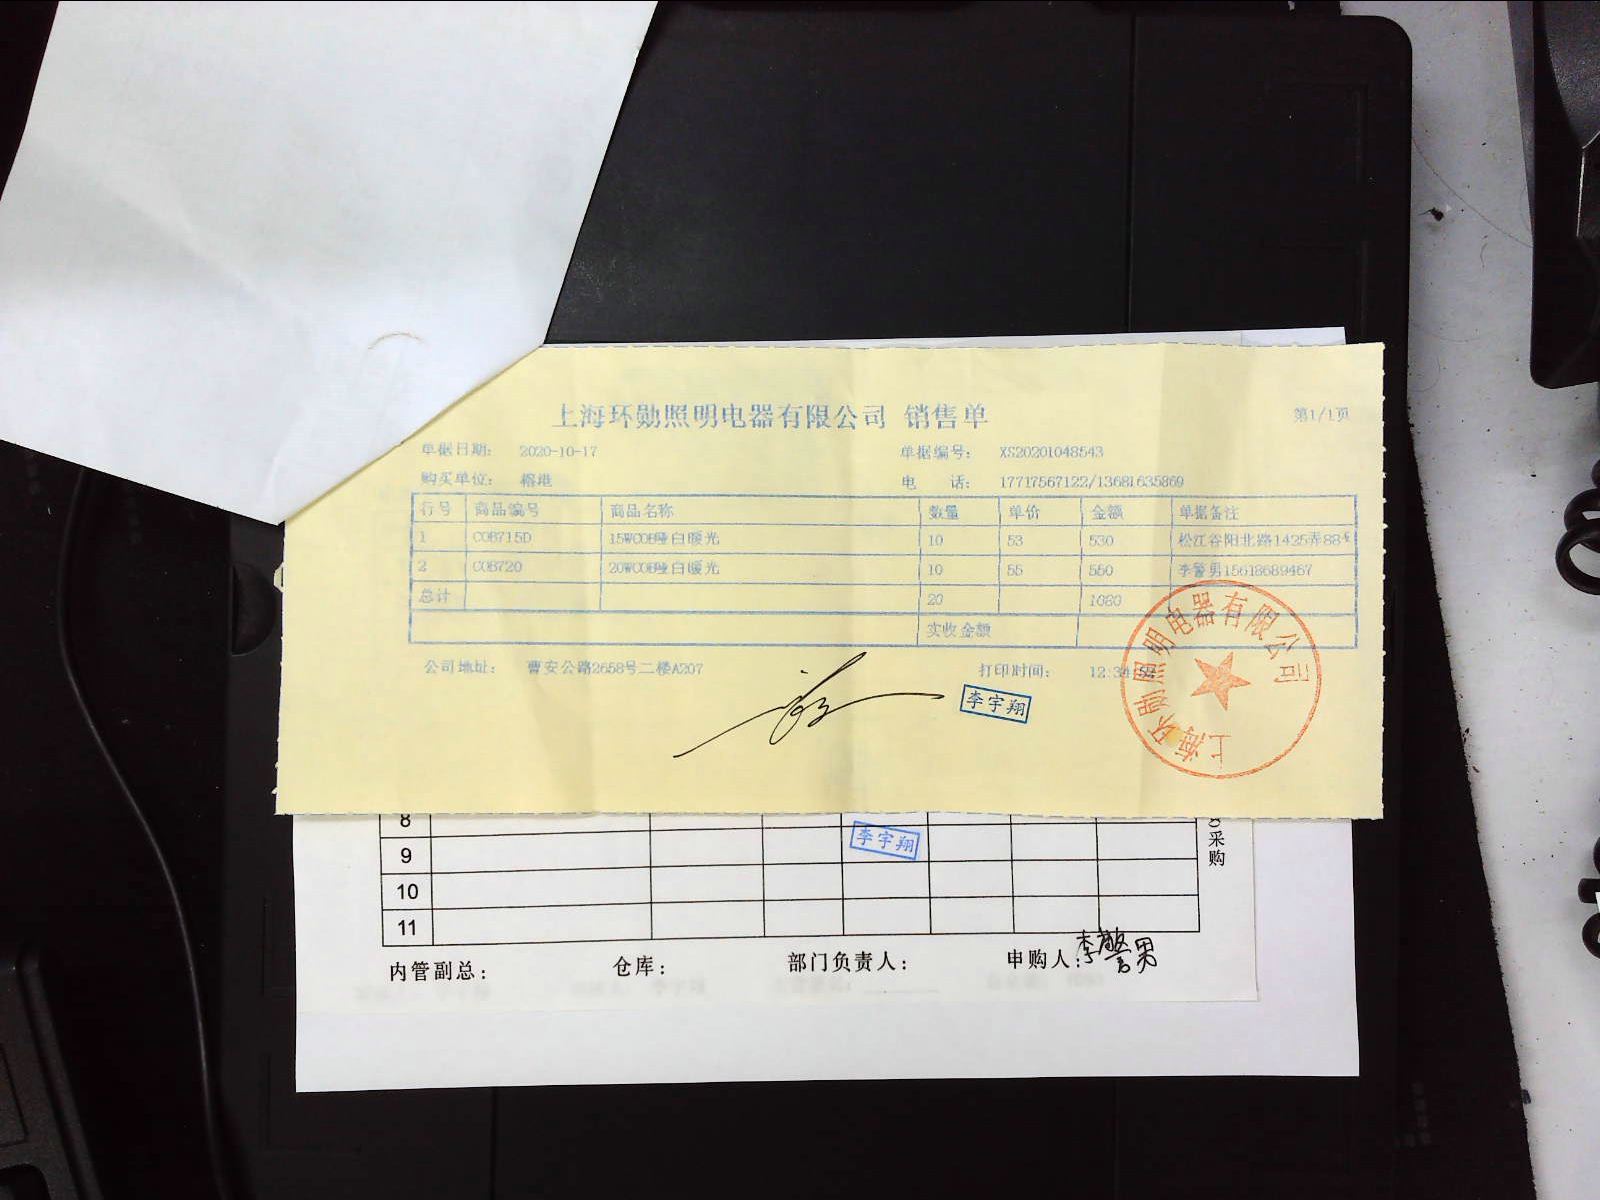 上海环勋照明电器有限公司 销售单
第1/1页
单据日期： 2020-10-17 单据编号： XS20201048543
购买单位： 榕港 电 话： 17717567122/13681635869
行号 商品编号 商品名称 数量 单价 金额 单据备注
1 COB715D 15WCOB哑白暖光 10 53 530 松江谷阳北路1425弄88
2 COB720 20WCOB哑白暖光 10 55 550 李警男15618689467
总计 20 1080
实收金额
公司地址： 曹安公路2658号二楼A207 打印时间： 12:34
李宇翔
上海环勋照明电器有限公司
8
9
10
11
李宇翔
采购
内管副总： 仓库： 部门负责人： 申购人：李警男